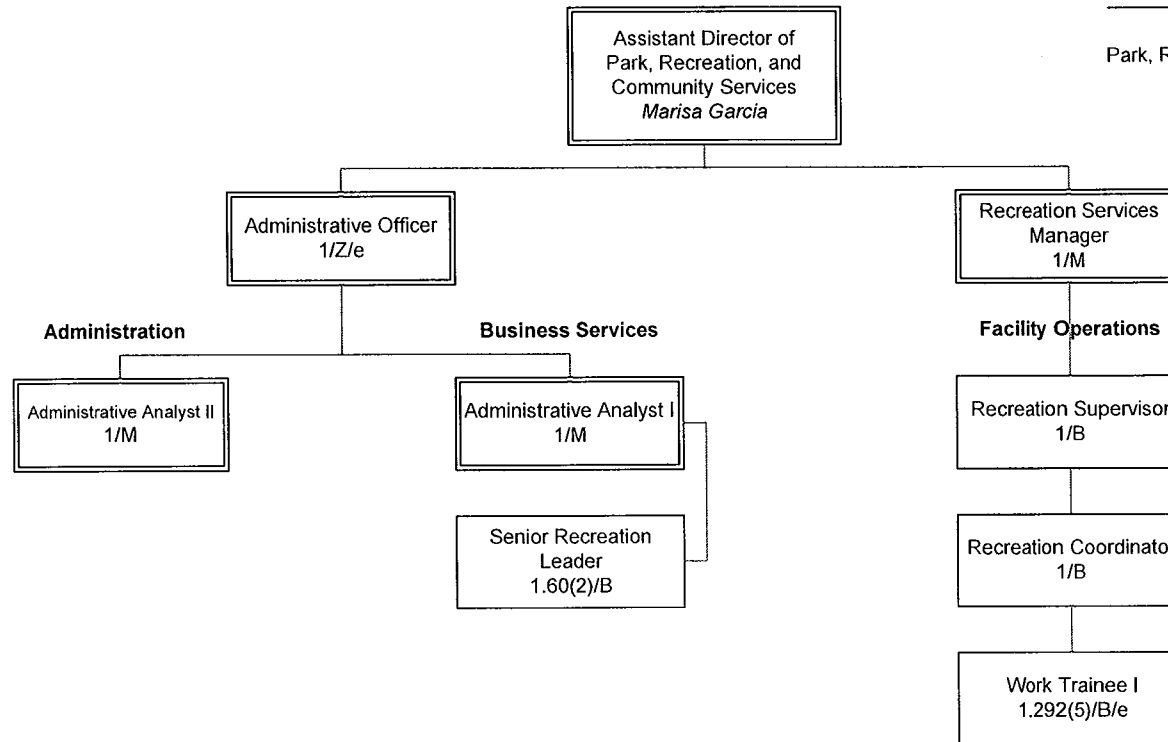 Assistant Director of
Park, Recreation, and
Community Services
Marisa Garcia
Park, R
Administrative Officer
1/Z/e
Recreation Services
Manager
1/M
Administration
Business Services
Facility Operations
Administrative Analyst II
1/M
Administrative Analyst I
1/M
Recreation Supervisor
1/B
Senior Recreation
Leader
1.60(2)/B
Recreation Coordinato
1/B
Work Trainee I
1.292(5)/B/e